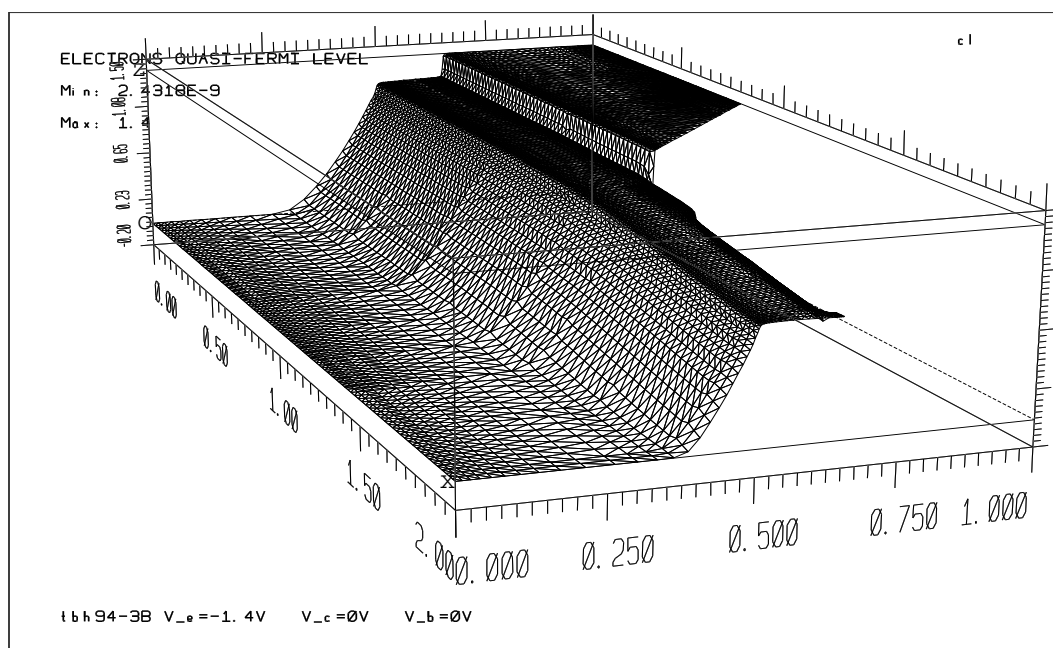 cl
ELECTRONS QUASI-FERMI LEVEL
Min: 2.4318E-9
Max: 1.4
Z
1.50
1.08
0.65
0.23
-0.20
O
0.00
0.50
1.00
1.50
2.00
X
0.000
0.250
0.500
0.750
1.000
tbh94-3B V_e=-1.4V V_c=0V V_b=0V